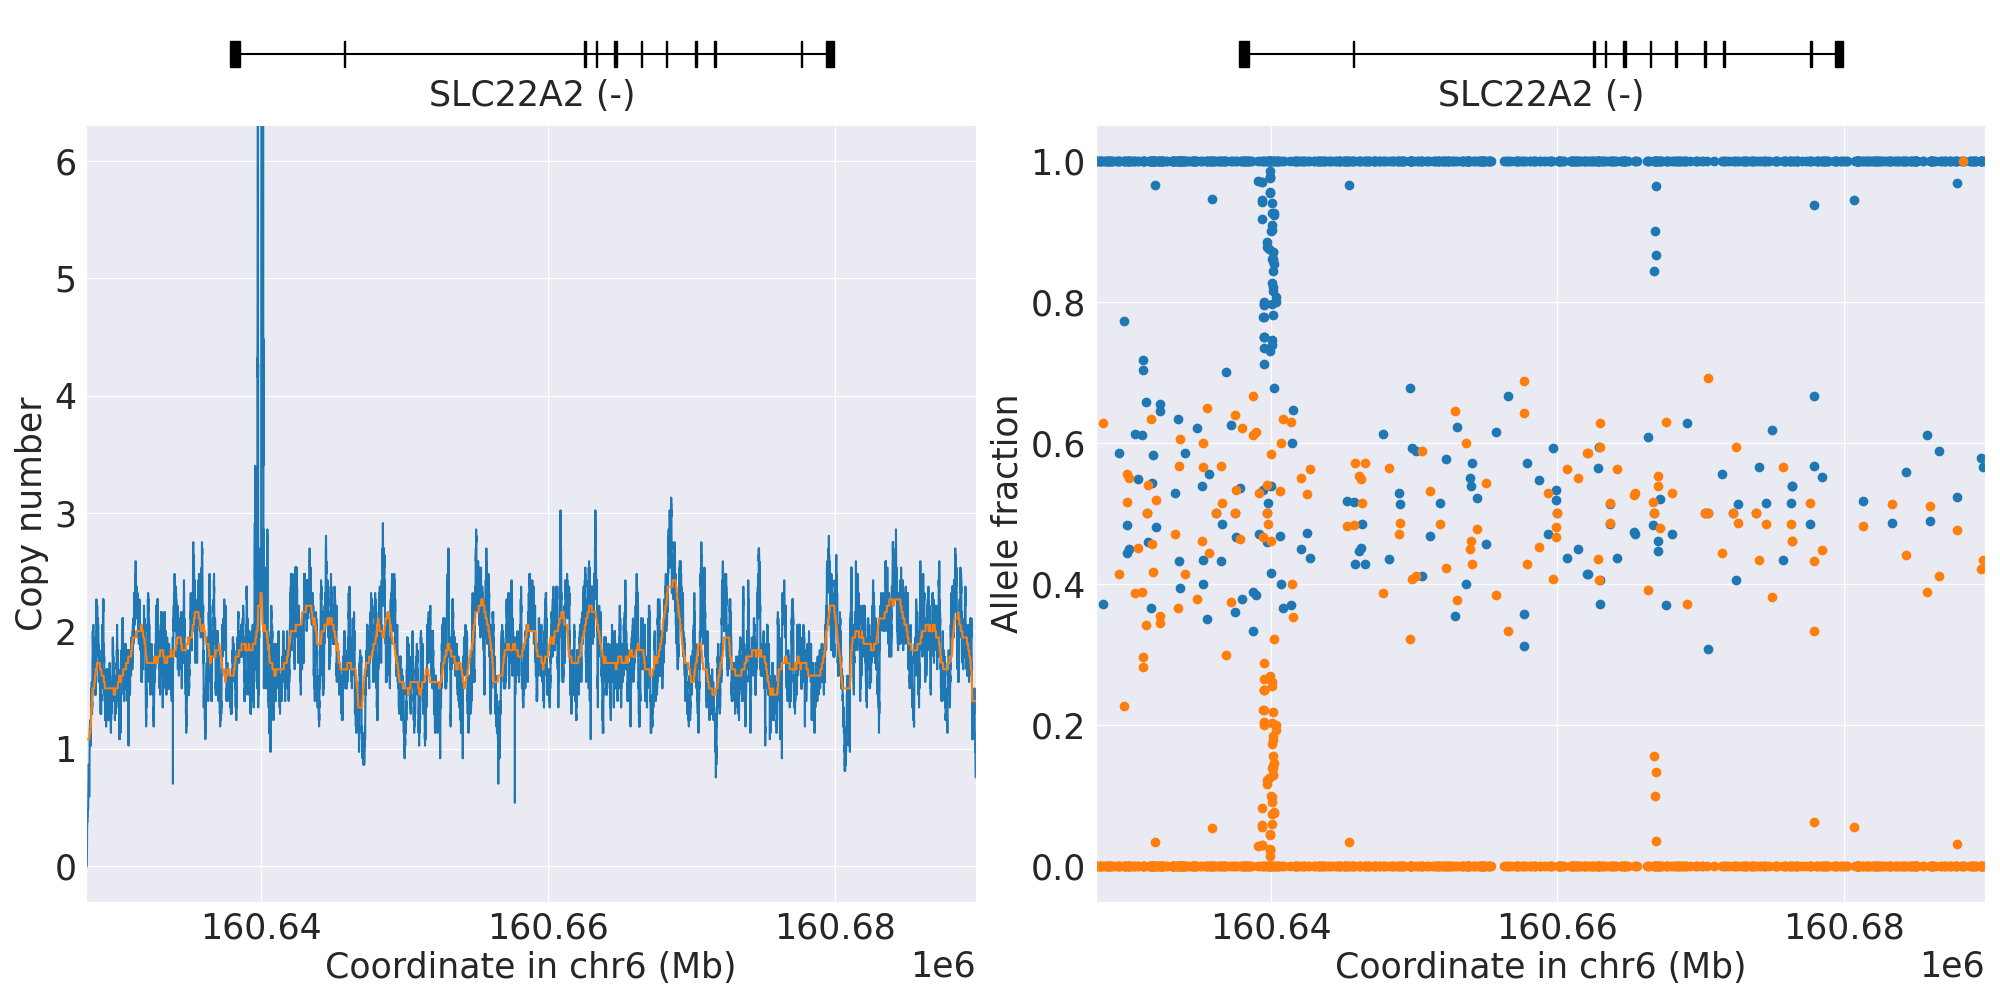 SLC22A2 (-)
Copy number
6
5
4
3
2
1
0
160.64 160.66 160.68
Coordinate in chr6 (Mb)
1e6
SLC22A2 (-)
Allele fraction
1.0
0.8
0.6
0.4
0.2
0.0
160.64 160.66 160.68
Coordinate in chr6 (Mb)
1e6